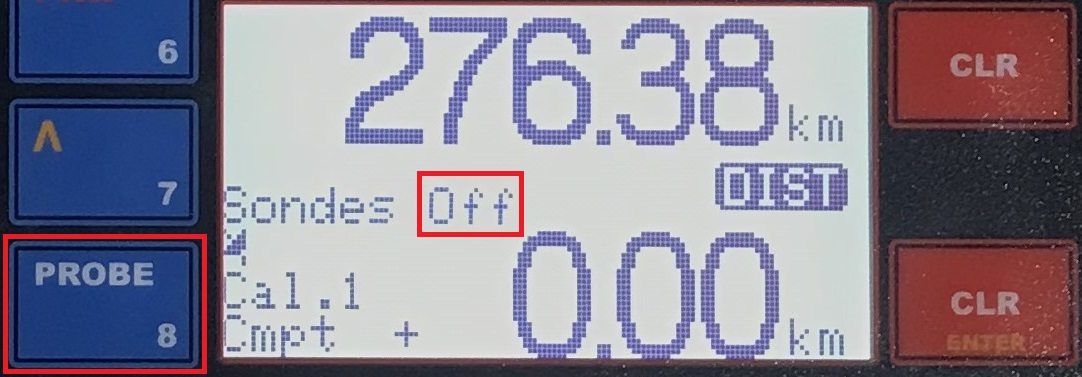 6
276.38 km
CLR
Λ
7
DIST
Sondes Off
PROBE
8
Cal.1
Cmpt +
0.00 km
CLR
ENTER